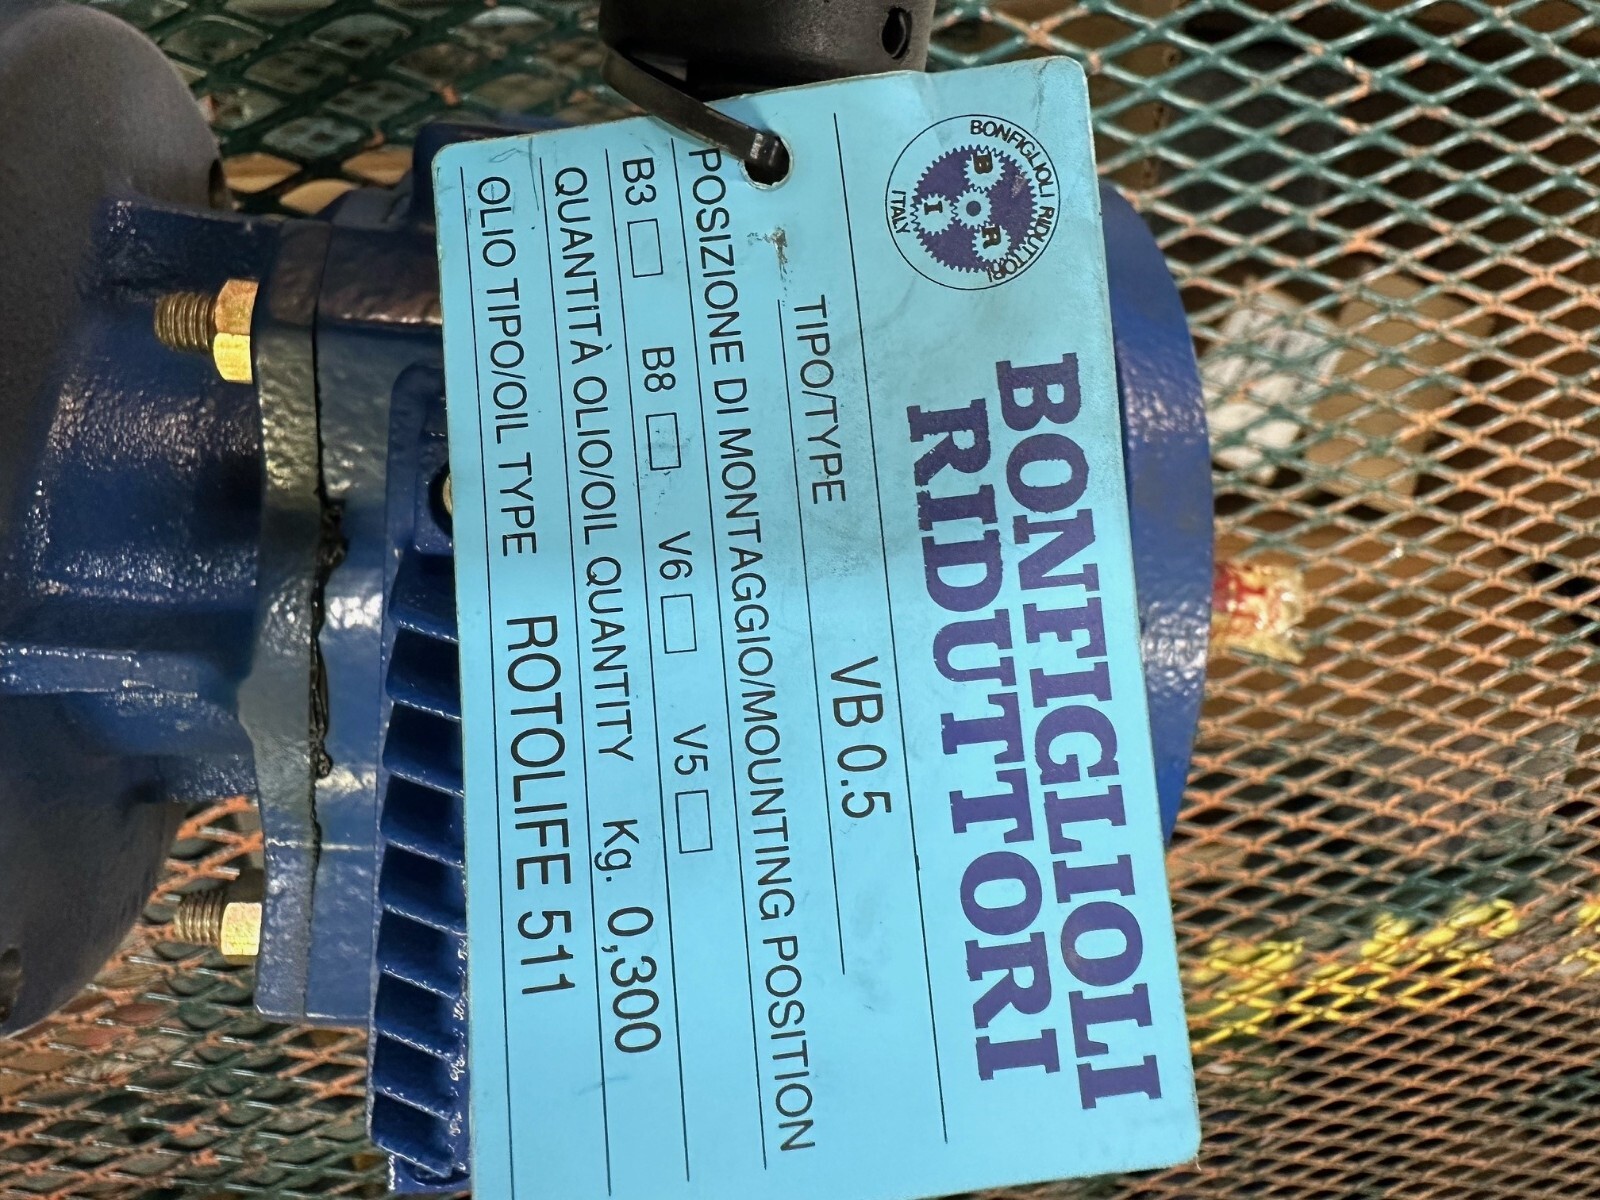 BONFIGLIOLI RIDUTTORI
ITALY
B
I R
BONFIGLIOLI
RIDUTTORI
TIPO/TYPE VB 0.5
POSIZIONE DI MONTAGGIO/MOUNTING POSITION
B3 B8 V6 V5
QUANTITÀ OLIO/OIL QUANTITY Kg. 0,300
OLIO TIPO/OIL TYPE ROTOLIFE 511